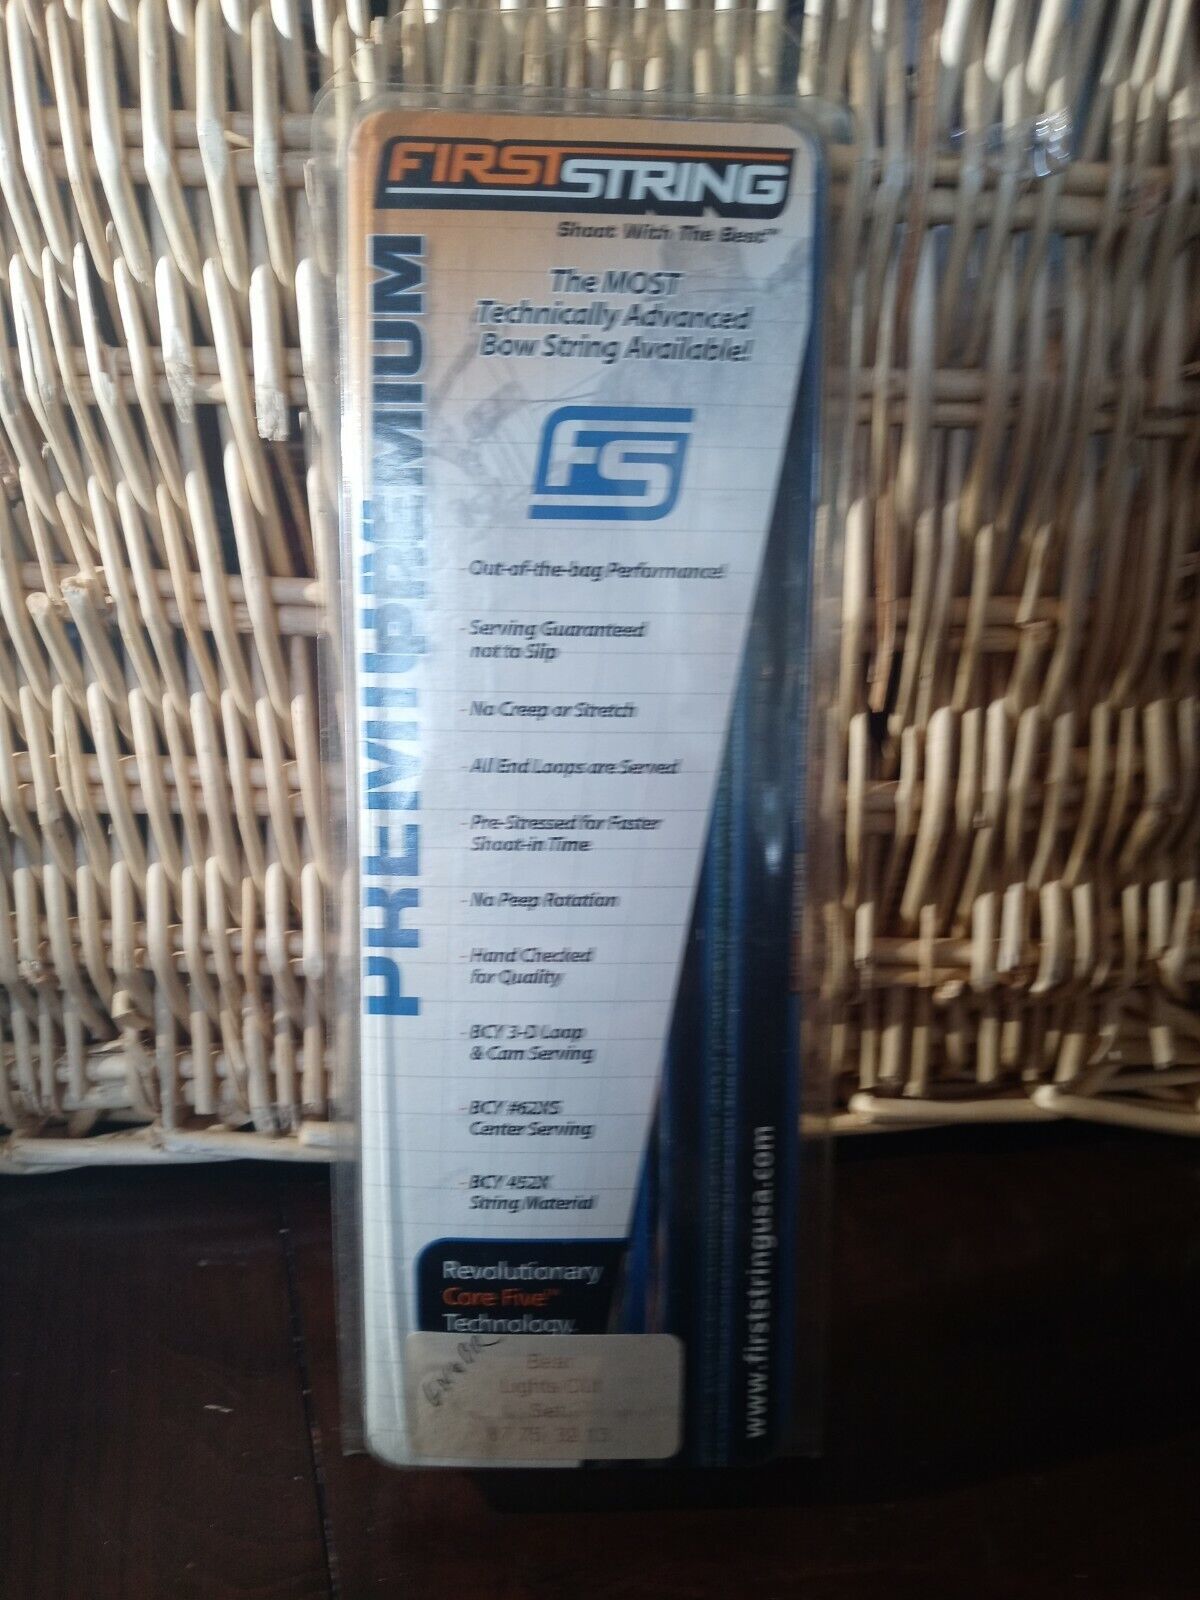 FIRSTSTRING
Shoot With The Best™
PREMIUM PREMIUM
The MOST
Technically Advanced
Bow String Available!
FS
- Out-of-the-bag Performance!
- Serving Guaranteed
not to Slip
- No Creep or Stretch
- All End Loops are Served
- Pre-Stressed for Faster
Shoot-in Time
- No Peep Rotation
- Hand Checked
for Quality
- BCY 3-D Loop
& Cam Serving
- BCY #62XS
Center Serving
- BCY 452X
String Material
Revolutionary
Core Five™
Technology.
www.firststringusa.com
Bear
Lights Out
Set